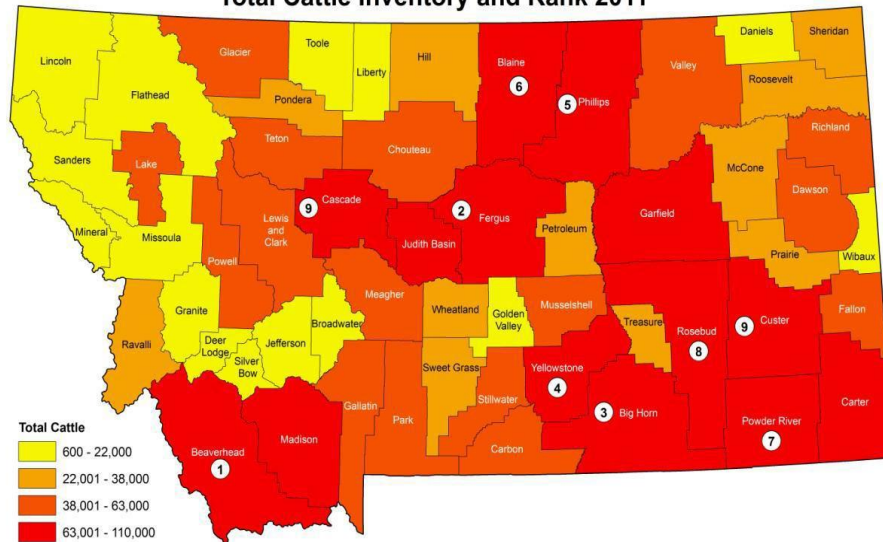 Total Cattle Inventory and Rank 2011
Lincoln
Flathead
Glacier
Toole
Liberty
Hill
Blaine
6
5
Phillips
Valley
Daniels
Sheridan
Roosevelt
Pondera
Teton
Chouteau
Richland
McCone
Dawson
Sanders
Lake
Mineral
Missoula
Powell
Lewis
and
Clark
9
Cascade
Judith Basin
2
Fergus
Petroleum
Garfield
Prairie
Wibaux
Ravalli
Granite
Deer
Lodge
Silver
Bow
Jefferson
Broadwater
Meagher
Wheatland
Golden
Valley
Musselshell
Treasure
Rosebud
8
9
Custer
Fallon
Beaverhead
1
Madison
Gallatin
Park
Sweet Grass
Stillwater
Carbon
Yellowstone
4
3
Big Horn
Powder River
7
Carter
Total Cattle
600 - 22,000
22,001 - 38,000
38,001 - 63,000
63,001 - 110,000